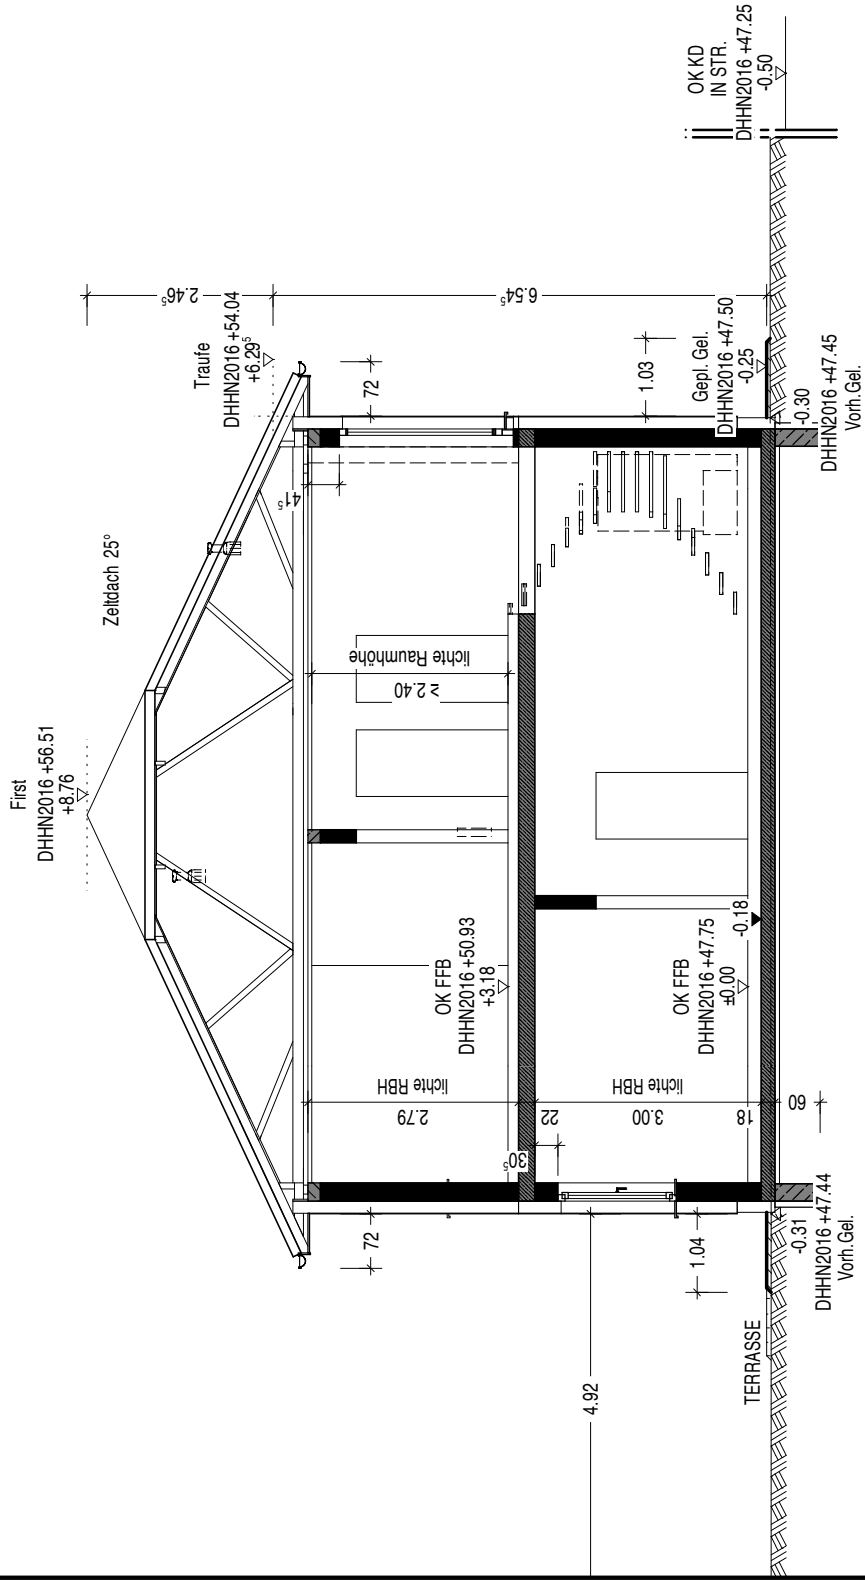 First
DHHN2016 +56.51
+8.76
Zeltdach 25°
Traufe
DHHN2016 +54.04
+6.29⁵
2.46⁵
6.54⁵
OK KD
IN STR.
DHHN2016 +47.25
-0.50
72
72
41⁵
1.03
Gepl. Gel.
DHHN2016 +47.50
-0.25
-0.30
DHHN2016 +47.45
Vorh.Gel.
lichte Raumhöhe
≥ 2.40
OK FFB
DHHN2016 +50.93
+3.18
OK FFB
DHHN2016 +47.75
±0.00
-0.18
lichte RBH
2.79
lichte RBH
3.00
22
18
60
30⁵
1.04
4.92
TERRASSE
-0.31
DHHN2016 +47.44
Vorh.Gel.